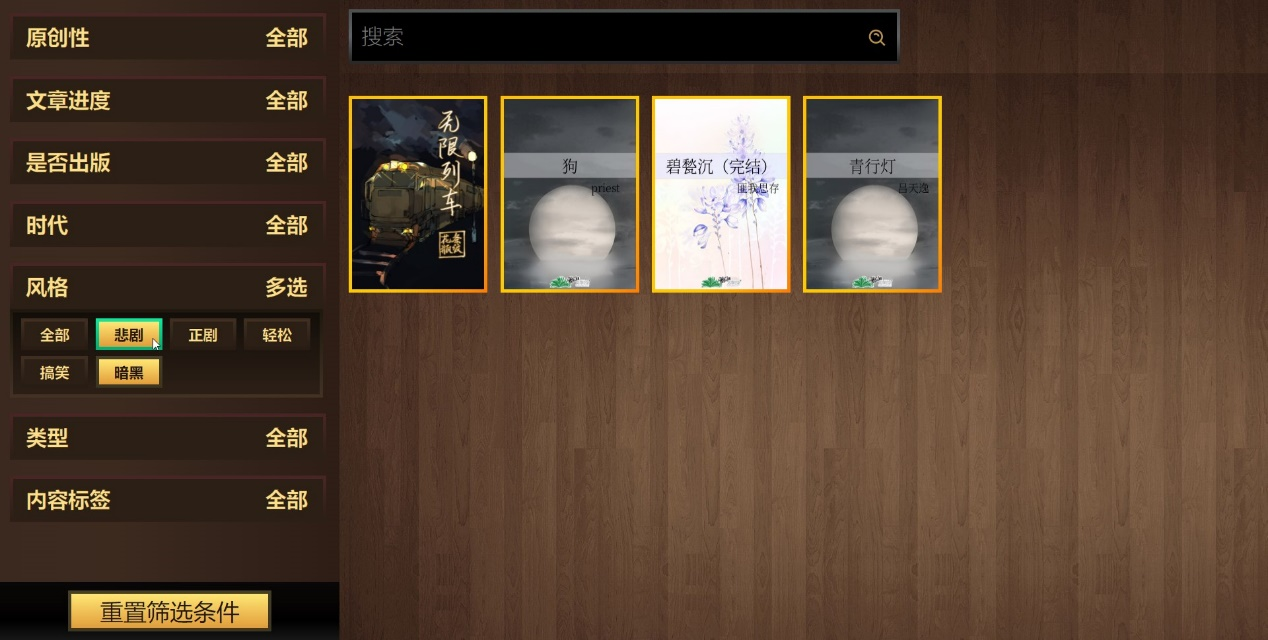 原创性 全部
文章进度 全部
是否出版 全部
时代 全部
风格 多选
全部 悲剧 正剧 轻松
搞笑 暗黑
类型 全部
内容标签 全部
重置筛选条件
搜索
无限列车
狗
priest
碧甃沉（完结）
匪我思存
青行灯
吕天逸